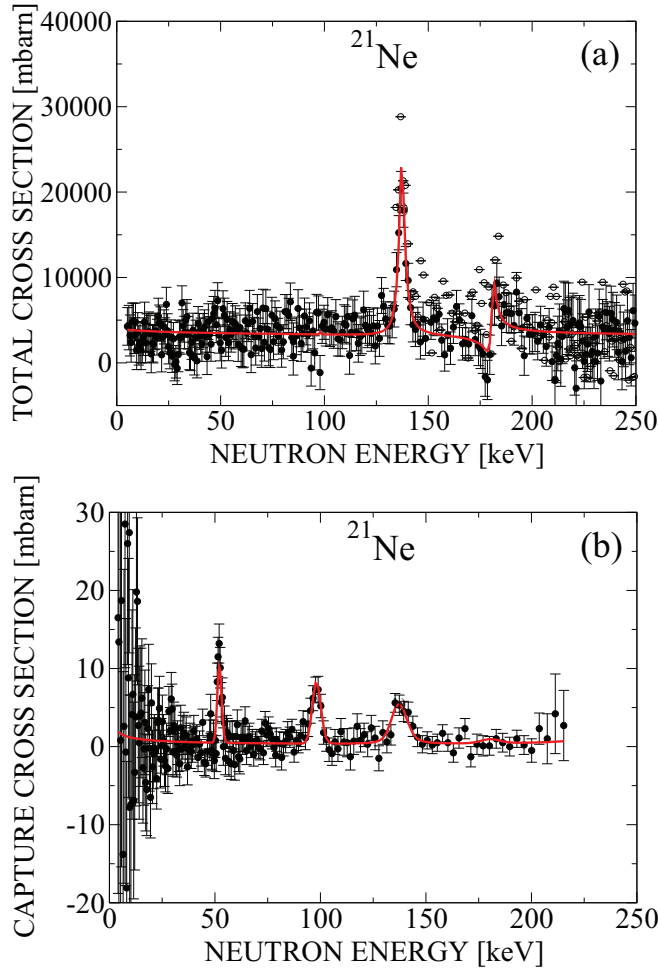 40000
30000
20000
10000
0
TOTAL CROSS SECTION [mbarn]
²¹Ne
(a)
0 50 100 150 200 250
NEUTRON ENERGY [keV]
30
20
10
0
-10
-20
CAPTURE CROSS SECTION [mbarn]
²¹Ne
(b)
0 50 100 150 200 250
NEUTRON ENERGY [keV]